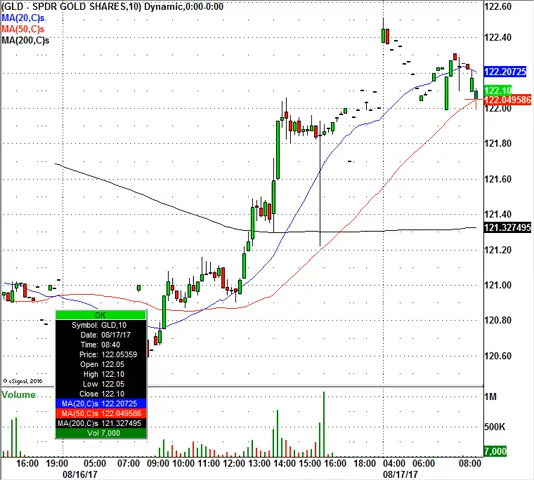 (GLD - SPDR GOLD SHARES,10) Dynamic,0:00-0:00
MA(20,C)s
MA(50,C)s
MA(200,C)s
122.60
122.40
122.20725
122.10
122.049586
122.00
121.80
121.60
121.40
121.327495
121.20
121.00
120.80
120.60
OK
Symbol: GLD,10
Date: 08/17/17
Time: 08:40
Price: 122.05359
Open 122.05
High 122.10
Low 122.05
Close 122.10
MA(20,C)s 122.20725
MA(50,C)s 122.049586
MA(200,C)s 121.327495
Vol 7,000
© eSignal, 2016
Volume
1M
500K
7,000
16:00 19:00 05:00 07:00 09:00 10:00 11:00 12:00 13:00 14:00 15:00 16:00 04:00 06:00 08:00
08/16/17 08/17/17